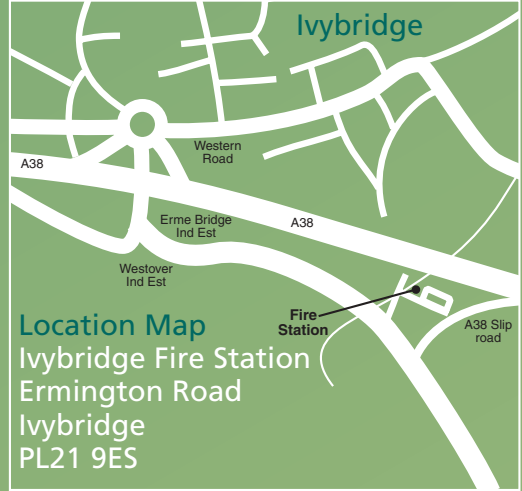 Ivybridge
Western
Road
A38
Erme Bridge
Ind Est
A38
Westover
Ind Est
Fire
Station
A38 Slip
road
Location Map
Ivybridge Fire Station
Ermington Road
Ivybridge
PL21 9ES